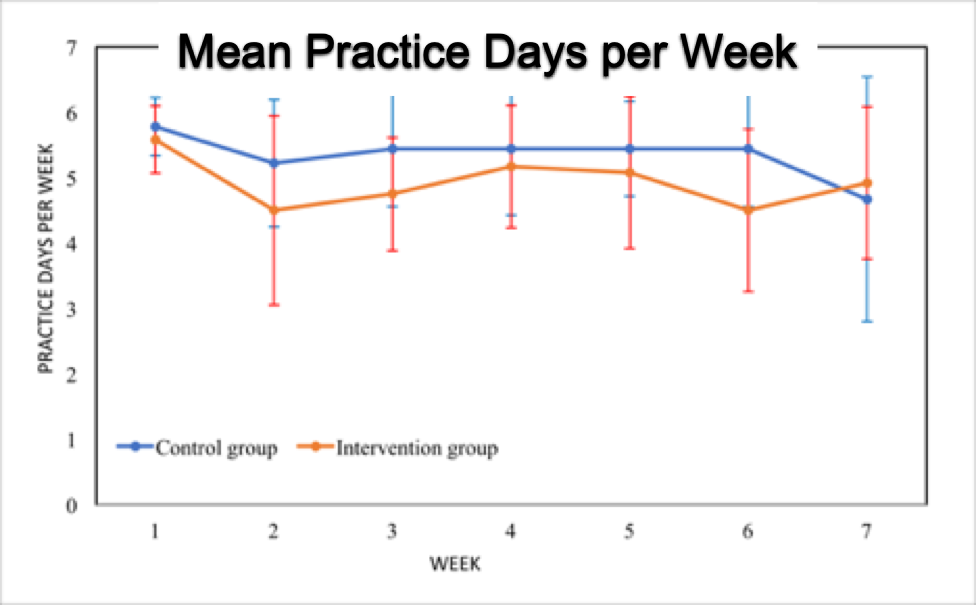 Mean Practice Days per Week
7
6
5
4
3
2
1
0
PRACTICE DAYS PER WEEK
Control group
Intervention group
1 2 3 4 5 6 7
WEEK